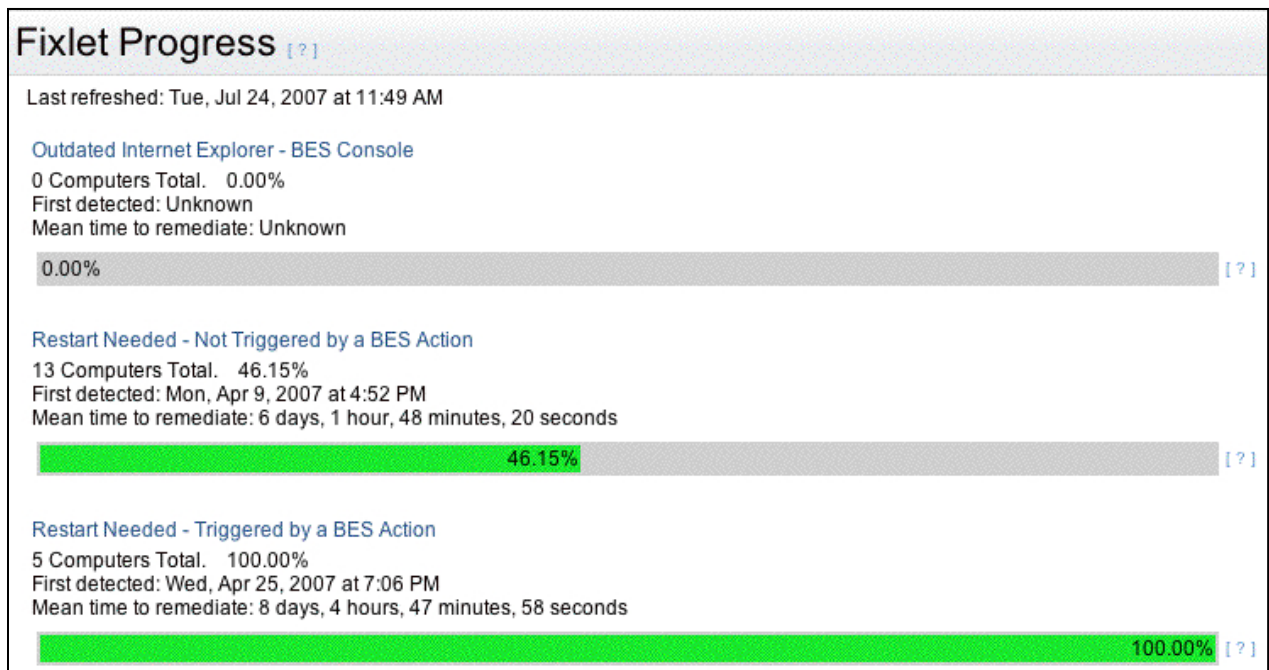 Fixlet Progress [ ? ]
Last refreshed: Tue, Jul 24, 2007 at 11:49 AM
Outdated Internet Explorer - BES Console
0 Computers Total. 0.00%
First detected: Unknown
Mean time to remediate: Unknown
0.00% [ ? ]
Restart Needed - Not Triggered by a BES Action
13 Computers Total. 46.15%
First detected: Mon, Apr 9, 2007 at 4:52 PM
Mean time to remediate: 6 days, 1 hour, 48 minutes, 20 seconds
46.15% [ ? ]
Restart Needed - Triggered by a BES Action
5 Computers Total. 100.00%
First detected: Wed, Apr 25, 2007 at 7:06 PM
Mean time to remediate: 8 days, 4 hours, 47 minutes, 58 seconds
100.00% [ ? ]